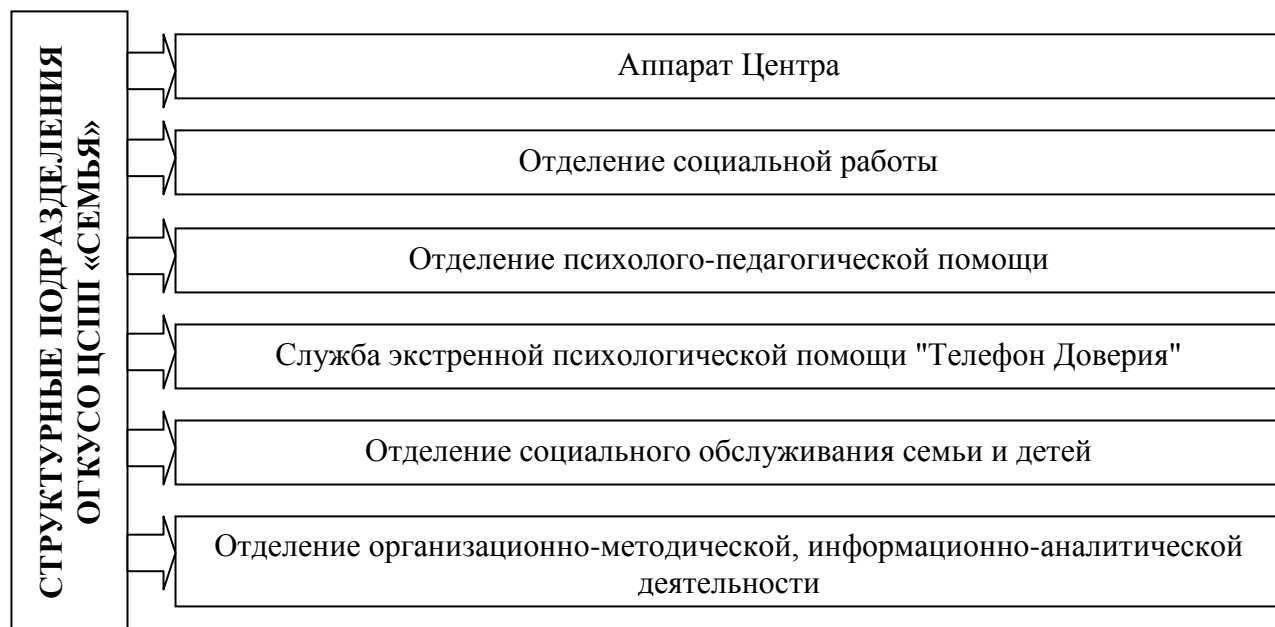 СТРУКТУРНЫЕ ПОДРАЗДЕЛЕНИЯ
ОГКУСО ЦСПП «СЕМЬЯ»
Аппарат Центра
Отделение социальной работы
Отделение психолого-педагогической помощи
Служба экстренной психологической помощи "Телефон Доверия"
Отделение социального обслуживания семьи и детей
Отделение организационно-методической, информационно-аналитической
деятельности